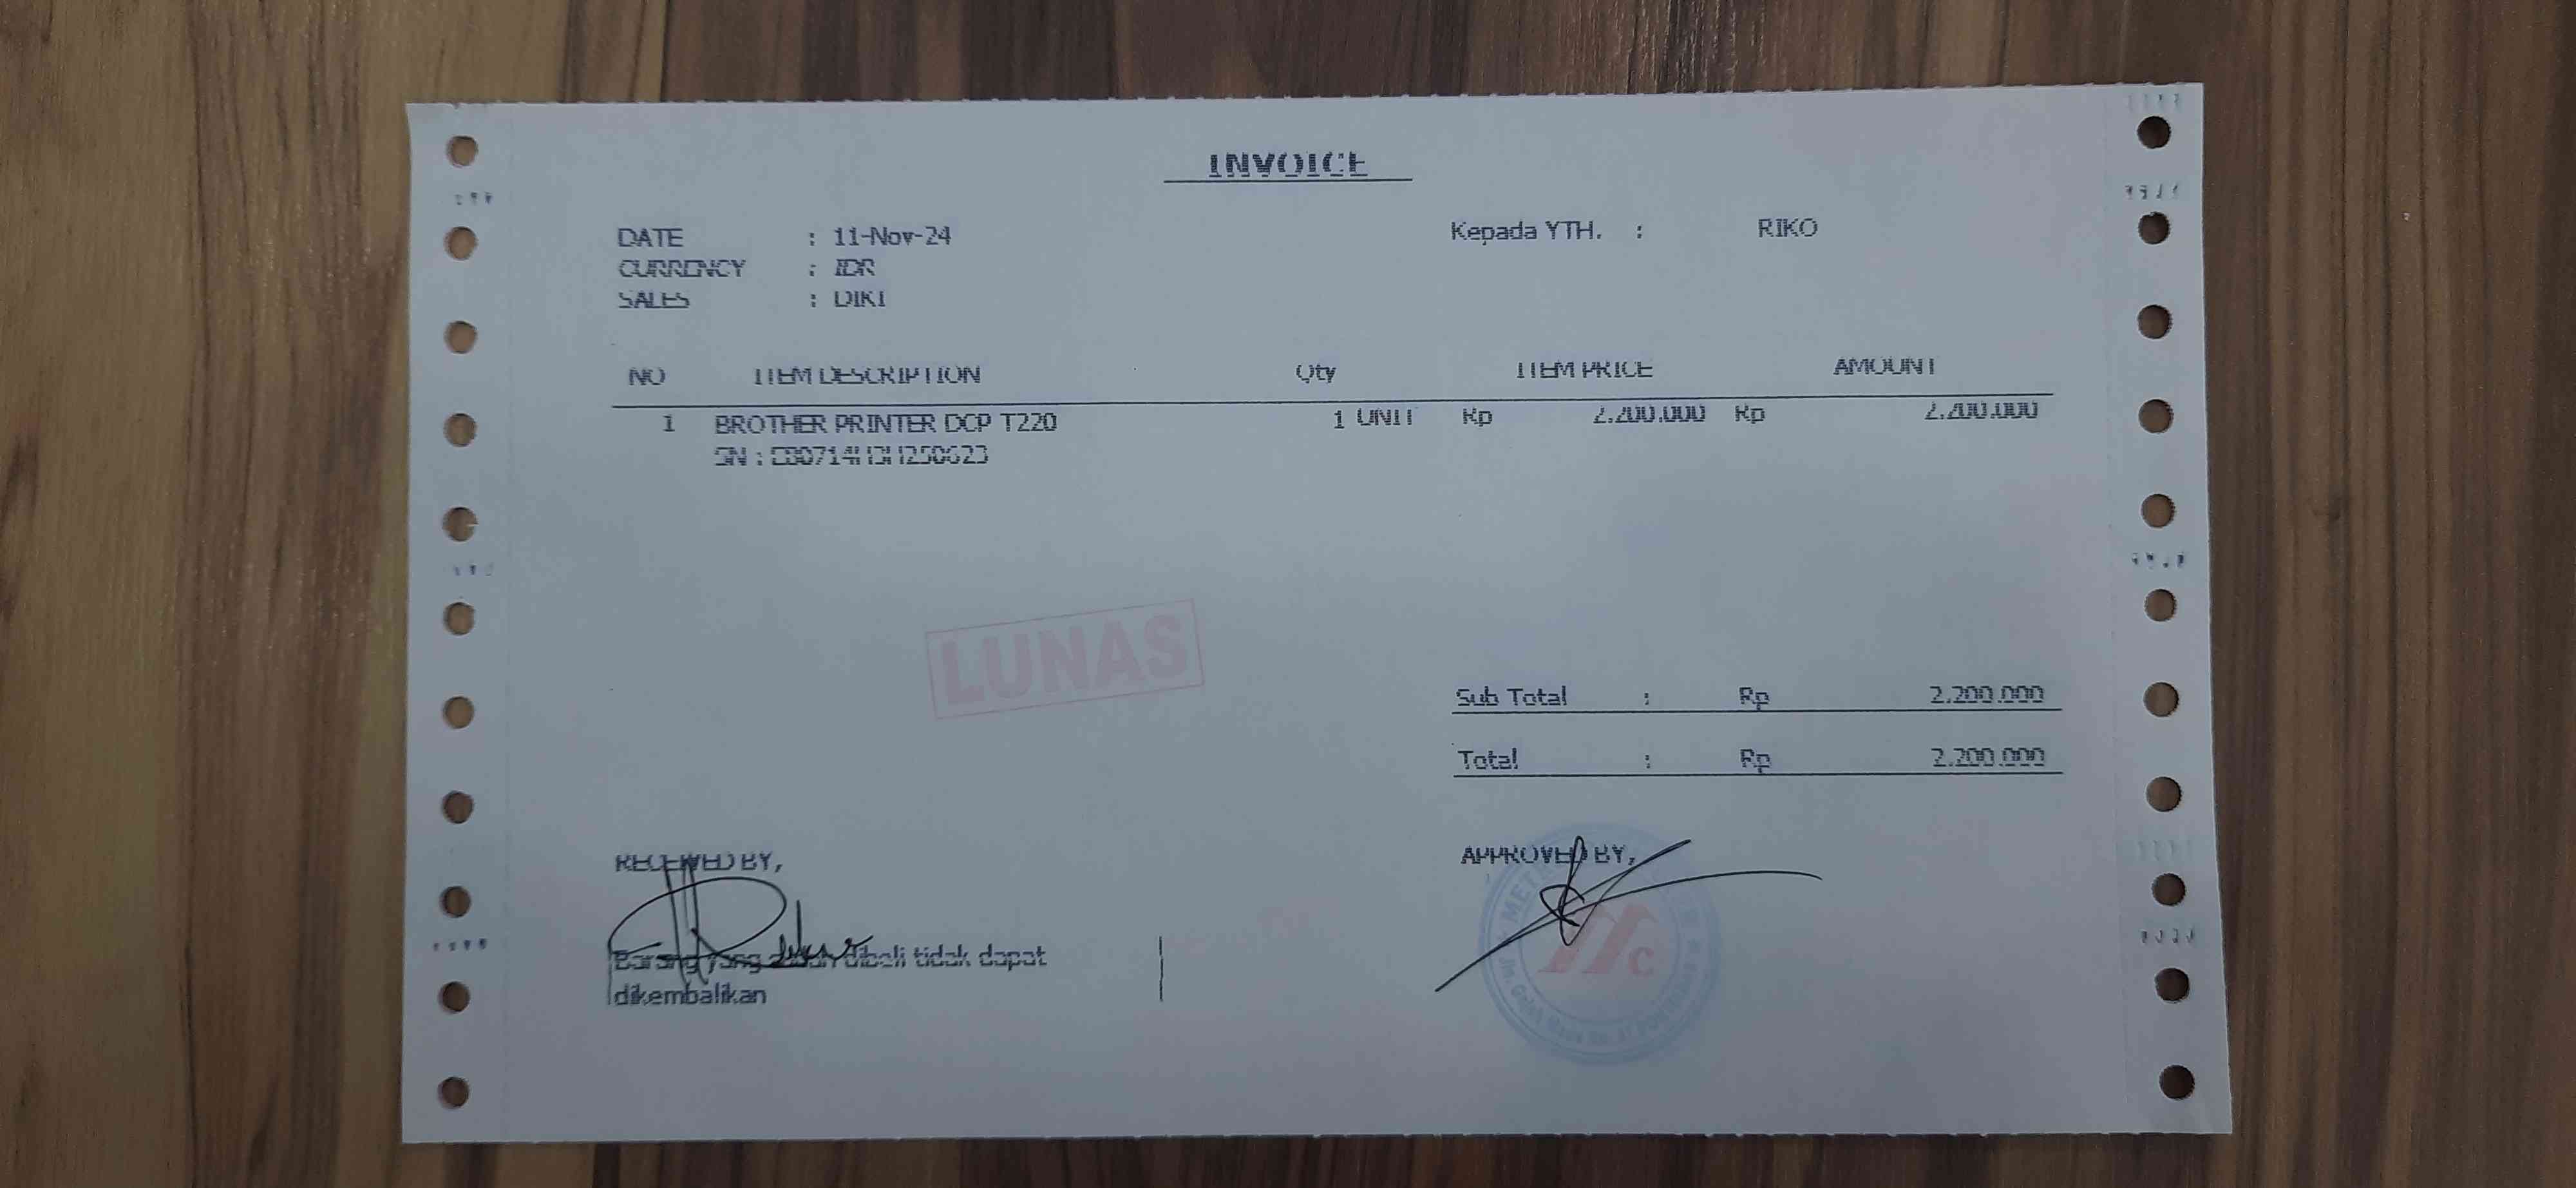 INVOICE
DATE : 11-Nov-24
Kepada YTH. : RIKO
CURRENCY : IDR
SALES : DIKI
NO ITEM DESCRIPTION Qty ITEM PRICE AMOUNT
1 BROTHER PRINTER DCP T220 1 UNIT Rp 2.200.000 Rp 2.200.000
SN :
LUNAS
Sub Total : Rp 2.200.000
Total : Rp 2.200.000
RECEIVED BY,
APPROVED BY,
Barang yang sudah dibeli tidak dapat
dikembalikan